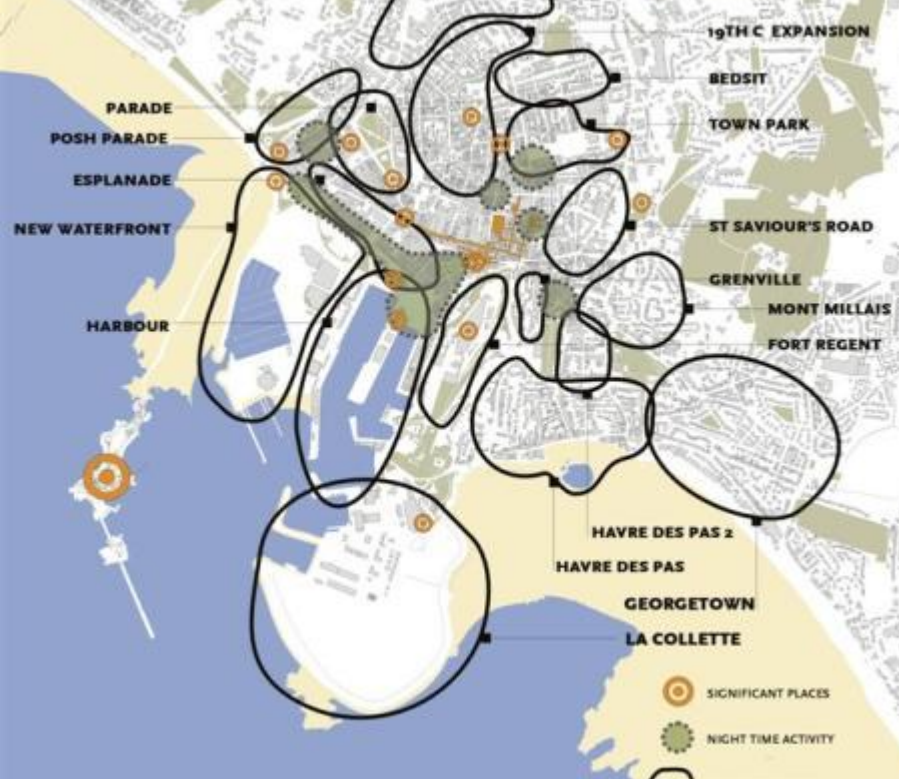 19TH C EXPANSION
BEDSIT
PARADE
TOWN PARK
POSH PARADE
ESPLANADE
NEW WATERFRONT
ST SAVIOUR'S ROAD
GRENVILLE
MONT MILLAIS
HARBOUR
FORT REGENT
HAVRE DES PAS 2
HAVRE DES PAS
GEORGETOWN
LA COLLETTE
SIGNIFICANT PLACES
NIGHT TIME ACTIVITY